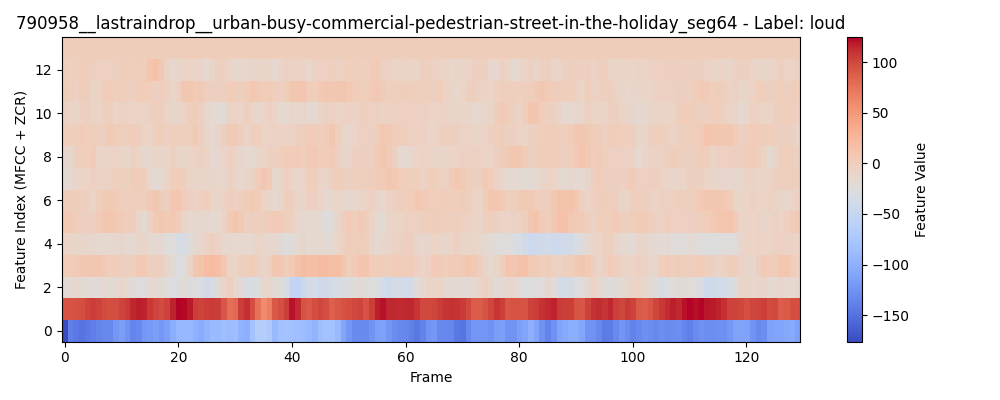 790958__lastraindrop__urban-busy-commercial-pedestrian-street-in-the-holiday_seg64 - Label: loud
Feature Index (MFCC + ZCR)
12
10
8
6
4
2
0
0 20 40 60 80 100 120
Frame
100
50
0
−50
−100
−150
Feature Value